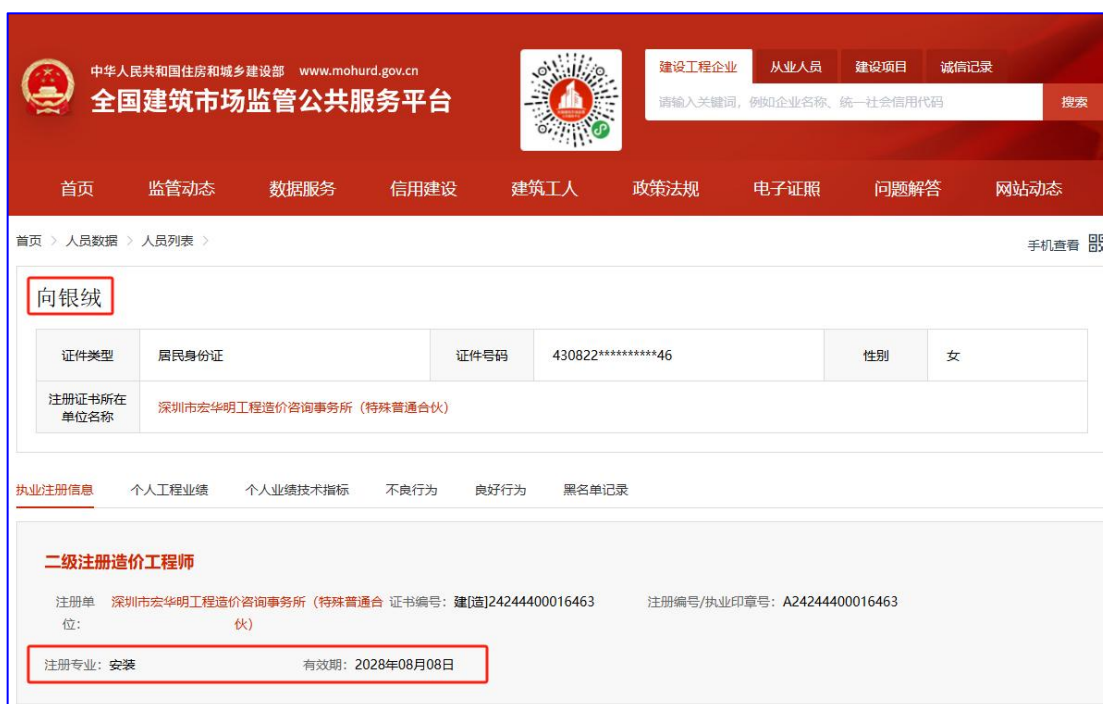 中华人民共和国住房和城乡建设部 www.mohurd.gov.cn
全国建筑市场监管公共服务平台
建设工程企业 从业人员 建设项目 诚信记录
请输入关键词，例如企业名称、统一社会信用代码 搜索
首页 监管动态 数据服务 信用建设 建筑工人 政策法规 电子证照 问题解答 网站动态
首页 > 人员数据 > 人员列表 >
手机查看
向银绒
证件类型 居民身份证 证件号码 430822**********46 性别 女
注册证书所在
单位名称
深圳市宏华明工程造价咨询事务所（特殊普通合伙）
执业注册信息 个人工程业绩 个人业绩技术指标 不良行为 良好行为 黑名单记录
二级注册造价工程师
注册单 深圳市宏华明工程造价咨询事务所（特殊普通合 证书编号：建[造]24244400016463 注册编号/执业印章号：A24244400016463
位： 伙）
注册专业：安装 有效期：2028年08月08日